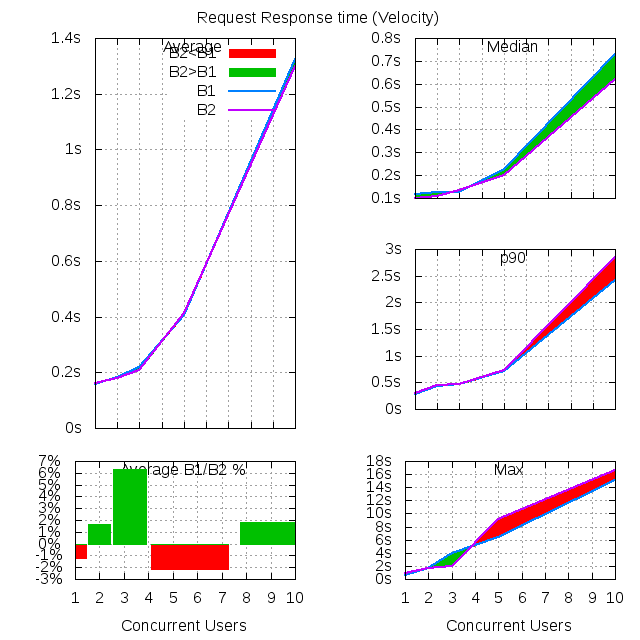 Request Response time (Velocity)
Average
B2<B1
B2>B1
B1
B2
1.4s
1.2s
1s
0.8s
0.6s
0.4s
0.2s
0s
Median
0.8s
0.7s
0.6s
0.5s
0.4s
0.3s
0.2s
0.1s
p90
3s
2.5s
2s
1.5s
1s
0.5s
0s
Average B1/B2 %
7%
6%
5%
4%
3%
2%
1%
0%
-1%
-2%
-3%
1 2 3 4 5 6 7 8 9 10
Concurrent Users
Max
18s
16s
14s
12s
10s
8s
6s
4s
2s
0s
1 2 3 4 5 6 7 8 9 10
Concurrent Users